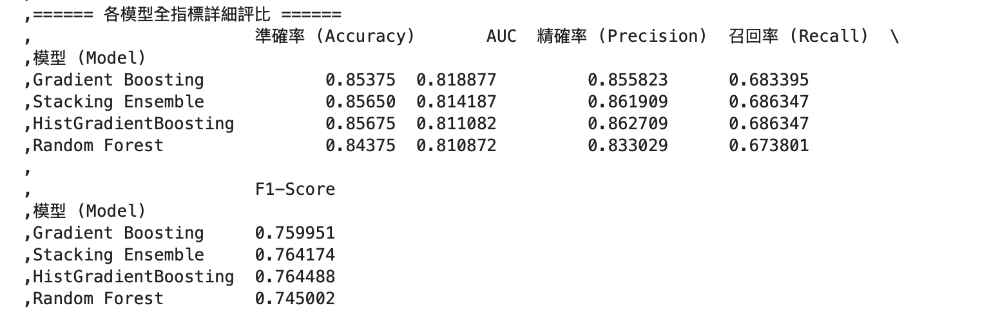 ,====== 各模型全指標詳細評比 ======
,                      準確率 (Accuracy)       AUC  精確率 (Precision)  召回率 (Recall)  \
,模型 (Model)
,Gradient Boosting            0.85375  0.818877         0.855823      0.683395
,Stacking Ensemble            0.85650  0.814187         0.861909      0.686347
,HistGradientBoosting         0.85675  0.811082         0.862709      0.686347
,Random Forest                0.84375  0.810872         0.833029      0.673801
,
,                      F1-Score
,模型 (Model)
,Gradient Boosting     0.759951
,Stacking Ensemble     0.764174
,HistGradientBoosting  0.764488
,Random Forest         0.745002